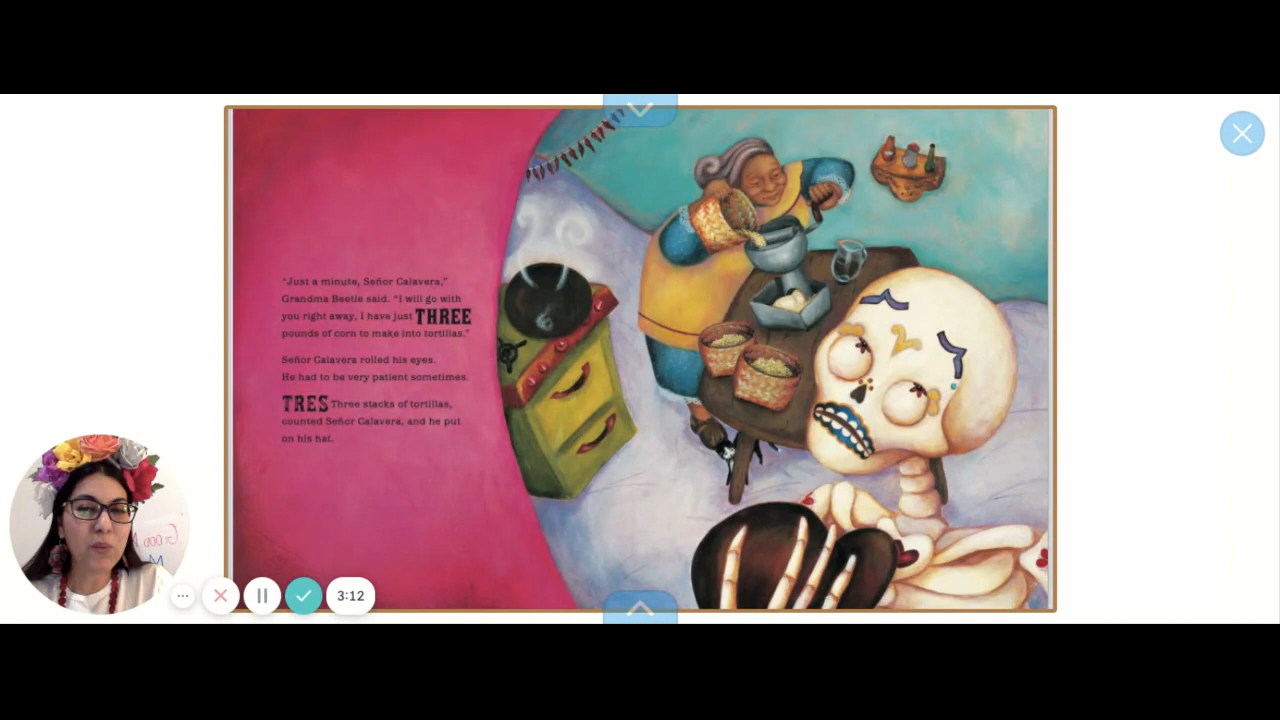 “Just a minute, Señor Calavera,”
Grandma Beetle said. “I will go with
you right away, I have just THREE
pounds of corn to make into tortillas.”
Señor Calavera rolled his eyes.
He had to be very patient sometimes.
TRES Three stacks of tortillas,
counted Señor Calavera, and he put
on his hat.
3:12